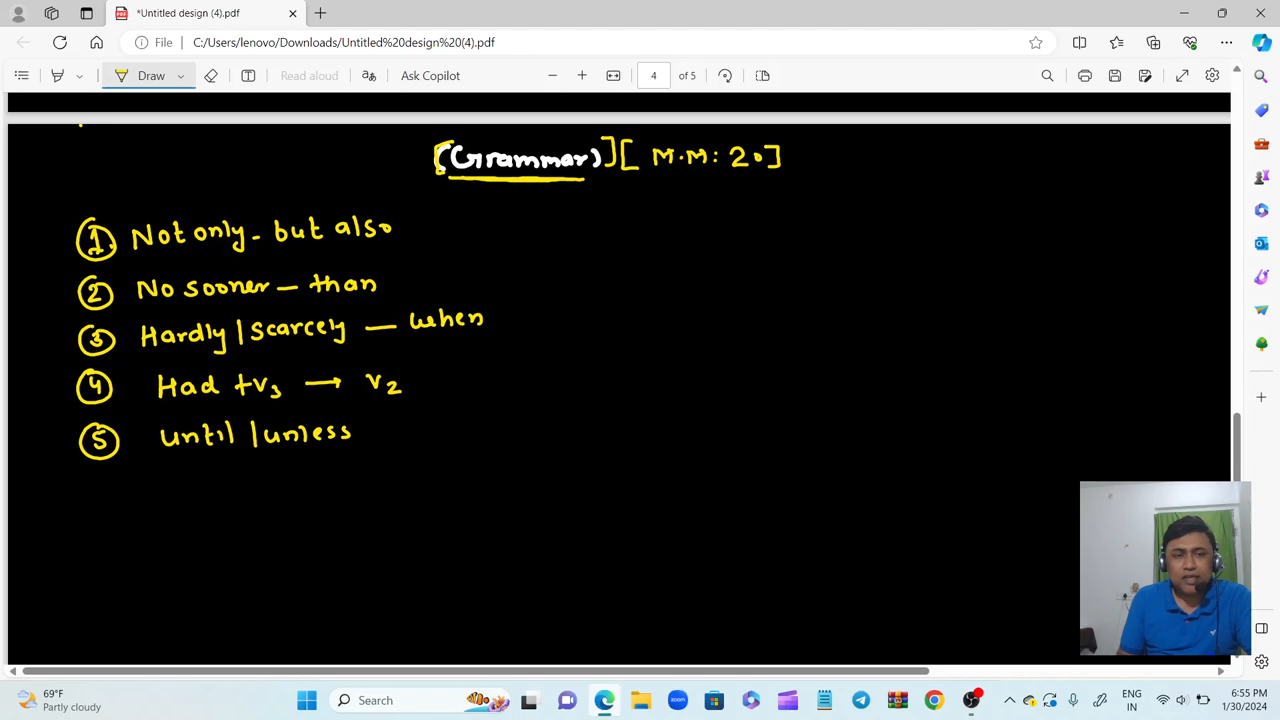 *Untitled design (4).pdf
File C:/Users/lenovo/Downloads/Untitled%20design%20(4).pdf
Draw Read aloud Ask Copilot 4 of 5
[(Grammar)] [ M.M: 20]
1. Not only - but also
2 No sooner — than
3 Hardly | scarcely — when
4 Had +v3 → v2
5 until | unless
69°F
Partly cloudy
Search
ENG
IN
6:55 PM
1/30/2024